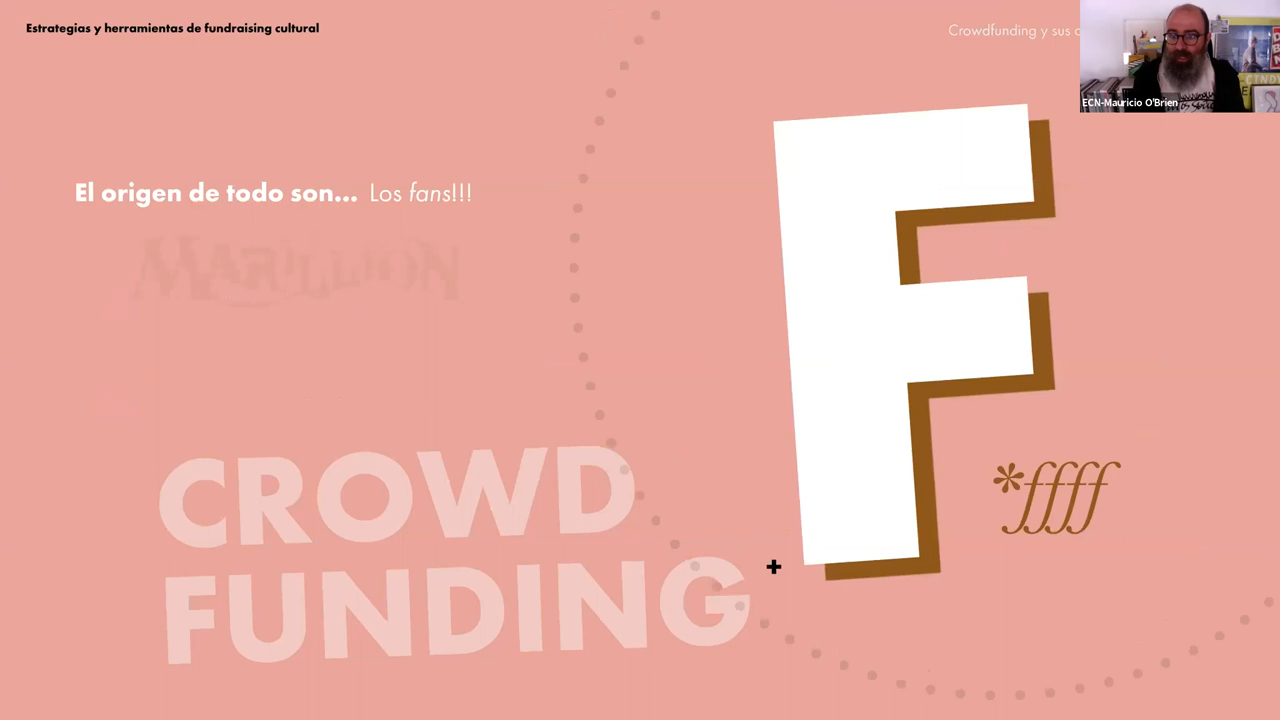 Estrategias y herramientas de fundraising cultural
Crowdfunding y sus
ECN-Mauricio O'Brien
El origen de todo son... Los fans!!!
MARILLION
F
*ffff
CROWD
FUNDING
+